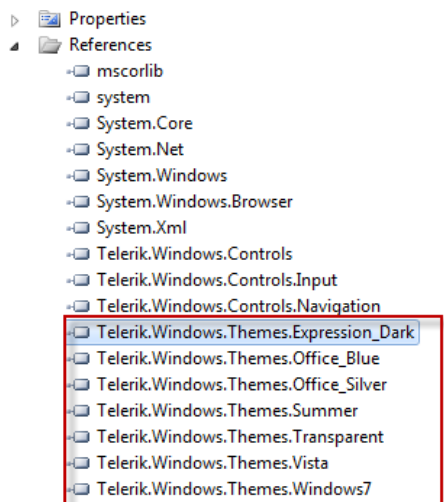 Properties
References
mscorlib
system
System.Core
System.Net
System.Windows
System.Windows.Browser
System.Xml
Telerik.Windows.Controls
Telerik.Windows.Controls.Input
Telerik.Windows.Controls.Navigation
Telerik.Windows.Themes.Expression_Dark
Telerik.Windows.Themes.Office_Blue
Telerik.Windows.Themes.Office_Silver
Telerik.Windows.Themes.Summer
Telerik.Windows.Themes.Transparent
Telerik.Windows.Themes.Vista
Telerik.Windows.Themes.Windows7